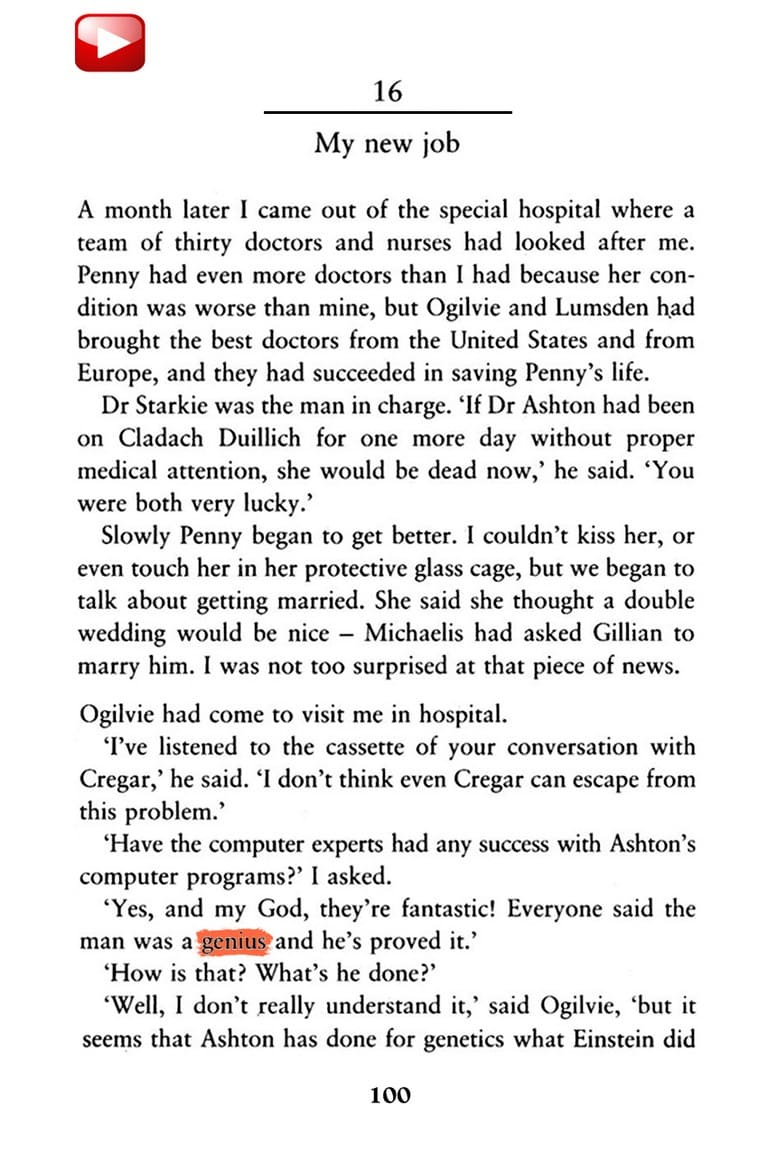 16
My new job
A month later I came out of the special hospital where a
team of thirty doctors and nurses had looked after me.
Penny had even more doctors than I had because her con-
dition was worse than mine, but Ogilvie and Lumsden had
brought the best doctors from the United States and from
Europe, and they had succeeded in saving Penny’s life.
Dr Starkie was the man in charge. ‘If Dr Ashton had been
on Cladach Duillich for one more day without proper
medical attention, she would be dead now,’ he said. ‘You
were both very lucky.’
Slowly Penny began to get better. I couldn’t kiss her, or
even touch her in her protective glass cage, but we began to
talk about getting married. She said she thought a double
wedding would be nice – Michaelis had asked Gillian to
marry him. I was not too surprised at that piece of news.
Ogilvie had come to visit me in hospital.
‘I’ve listened to the cassette of your conversation with
Cregar,’ he said. ‘I don’t think even Cregar can escape from
this problem.’
‘Have the computer experts had any success with Ashton’s
computer programs?’ I asked.
‘Yes, and my God, they’re fantastic! Everyone said the
man was a genius and he’s proved it.’
‘How is that? What’s he done?’
‘Well, I don’t really understand it,’ said Ogilvie, ‘but it
seems that Ashton has done for genetics what Einstein did
100